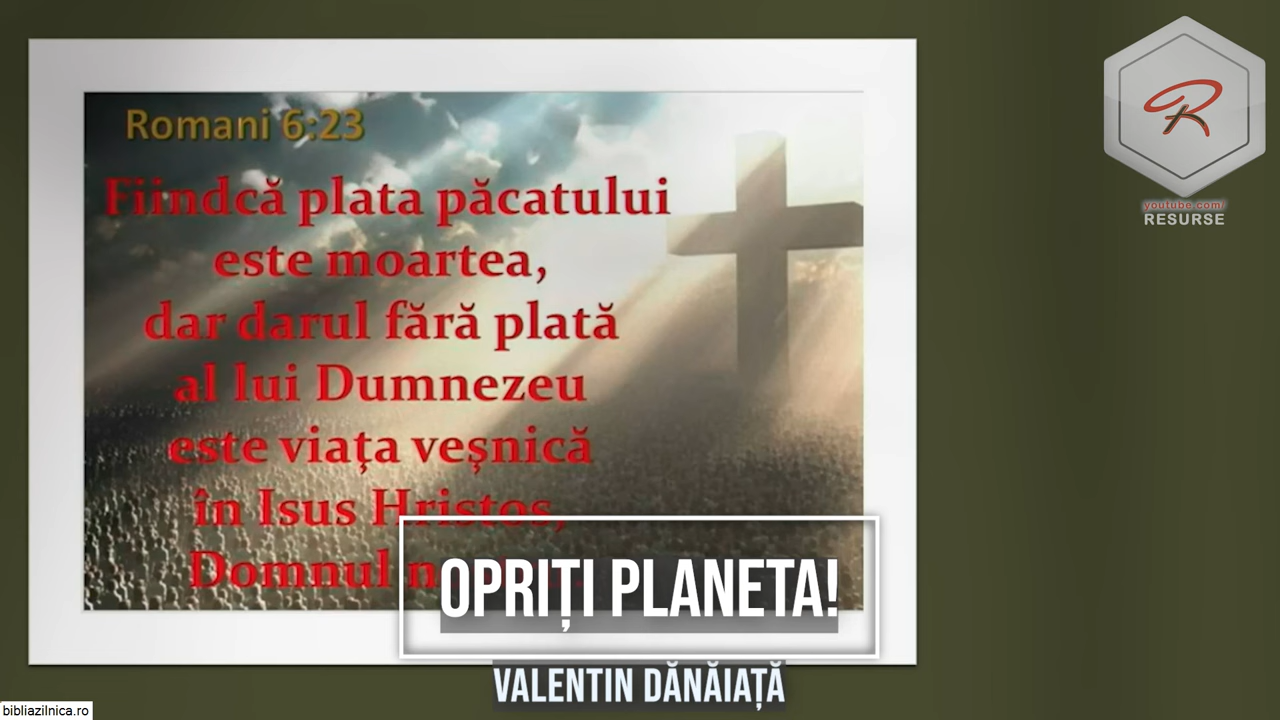 Romani 6:23
Fiindcă plata păcatului
este moartea,
dar darul fără plată
al lui Dumnezeu
este viața veșnică
în Isus Hristos,
Domnul
OPRIȚI PLANETA!
VALENTIN DĂNĂIAȚĂ
R
youtube.com/
RESURSE
bibliazilnica.ro